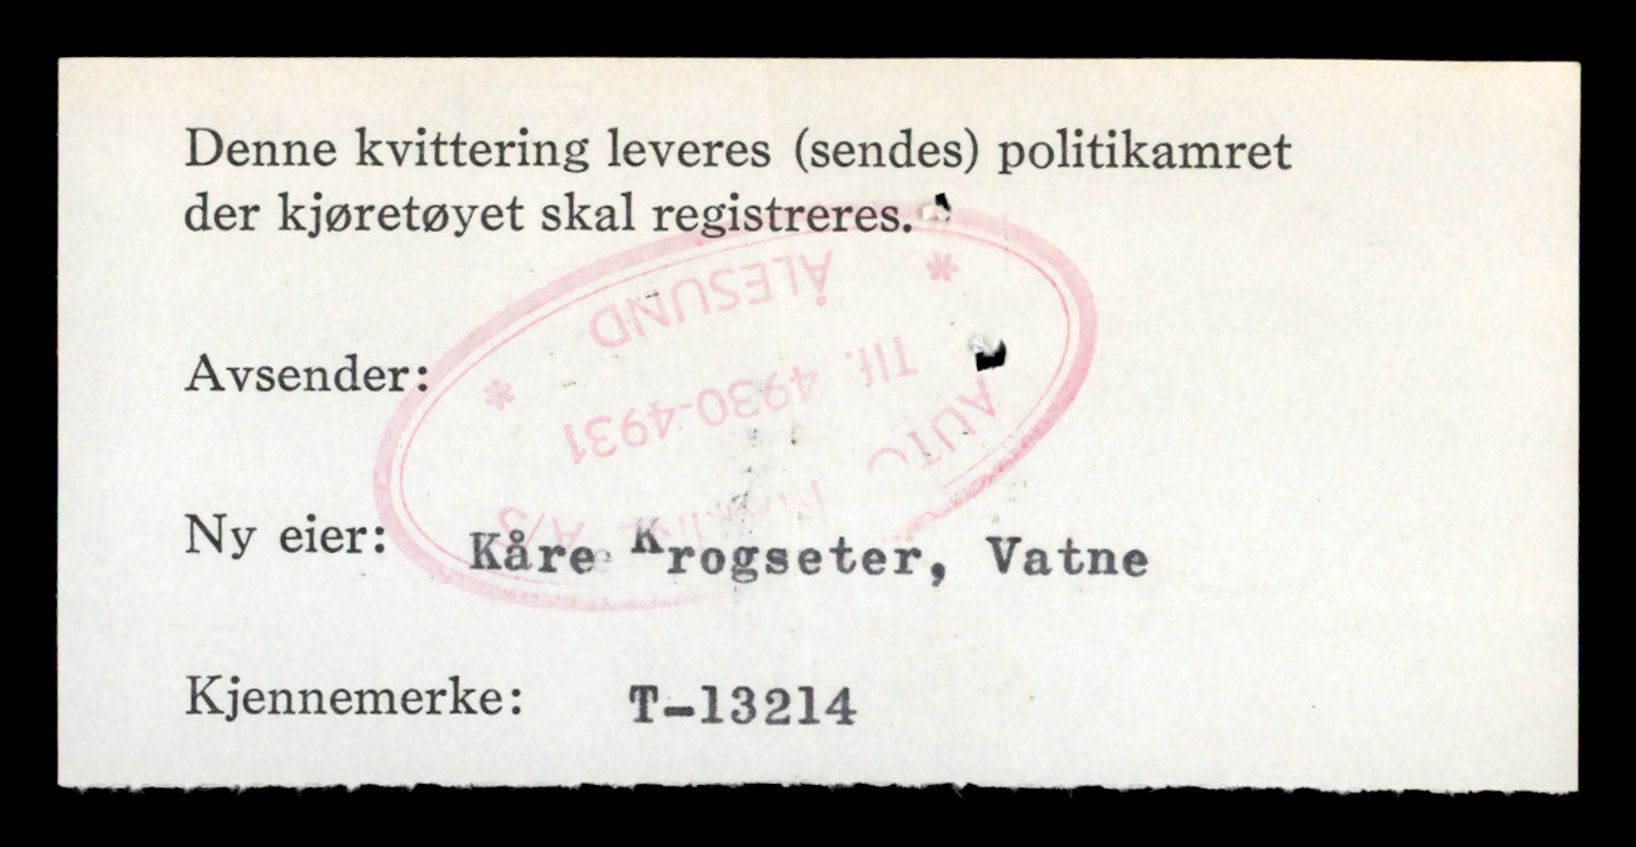 Denne kvittering leveres (sendes) politikamret
der kjøretøyet skal registreres.
Avsender:
Ny eier: Kåre Krogseter, Vatne
Kjennemerke: T-13214
AUTO A/S
Tlf. 4930-4931
* ÅLESUND *